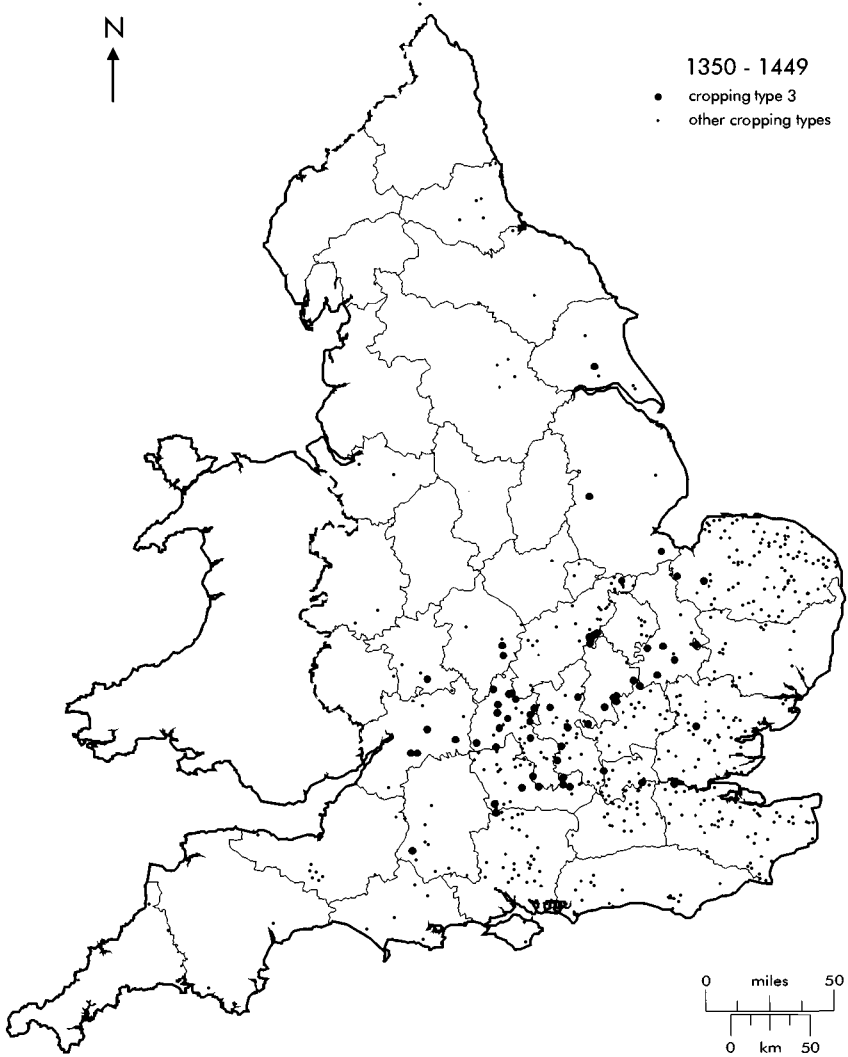 N
1350 - 1449
cropping type 3
other cropping types
0 miles 50
0 km 50